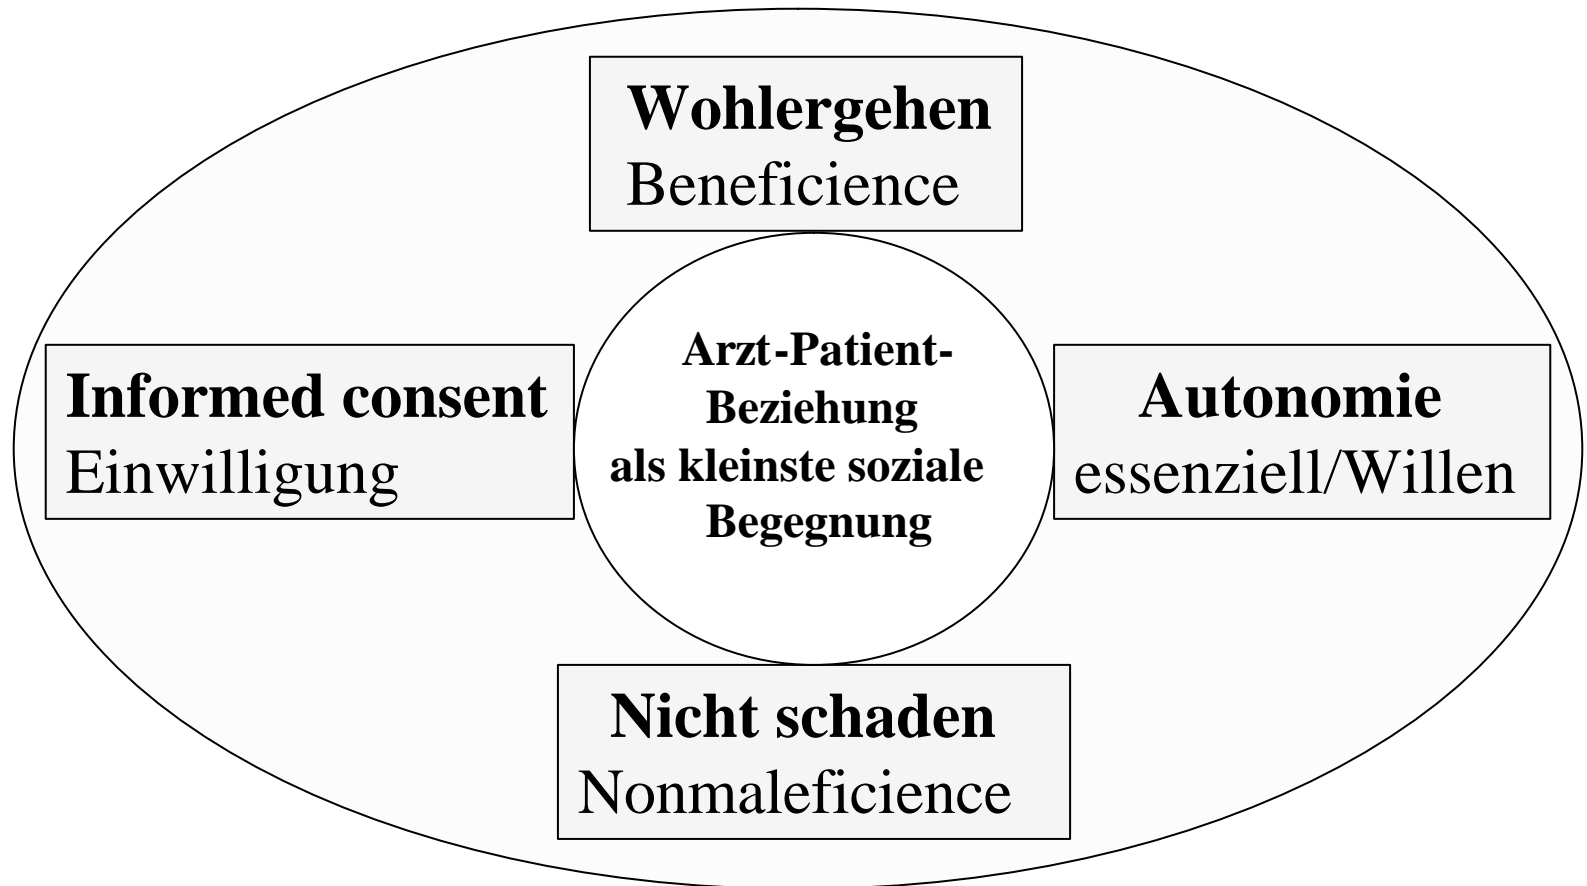 Wohlergehen
Beneficience
Informed consent
Einwilligung
Arzt-Patient-
Beziehung
als kleinste soziale
Begegnung
Autonomie
essenziell/Willen
Nicht schaden
Nonmaleficience